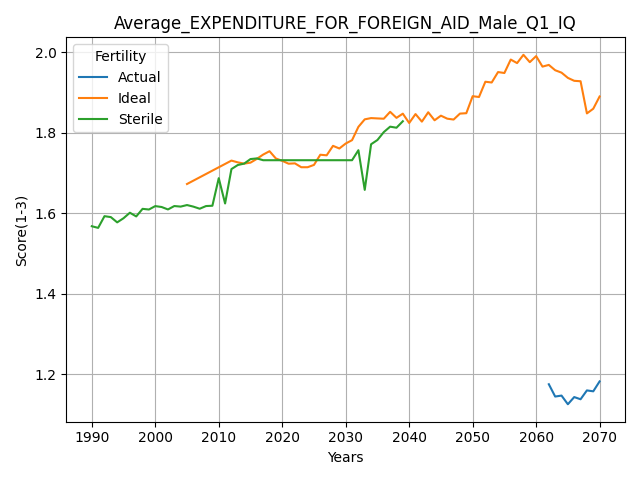 Average_EXPENDITURE_FOR_FOREIGN_AID_Male_Q1_IQ
Fertility
Actual
Ideal
Sterile
Score(1-3)
2.0
1.8
1.6
1.4
1.2
1990 2000 2010 2020 2030 2040 2050 2060 2070
Years